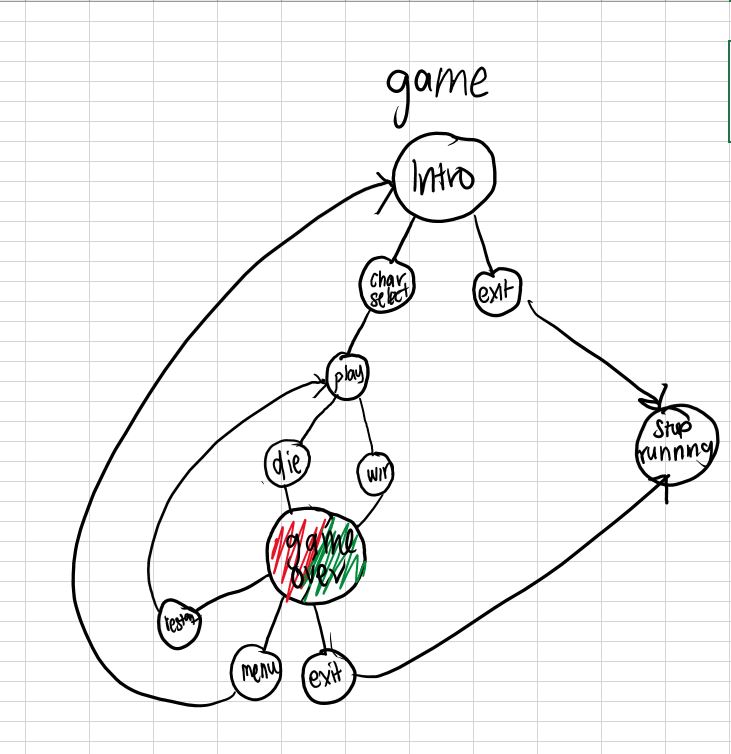 game
Intro
char
select
exit
play
die
win
stop
running
game
over
restart
menu
exit